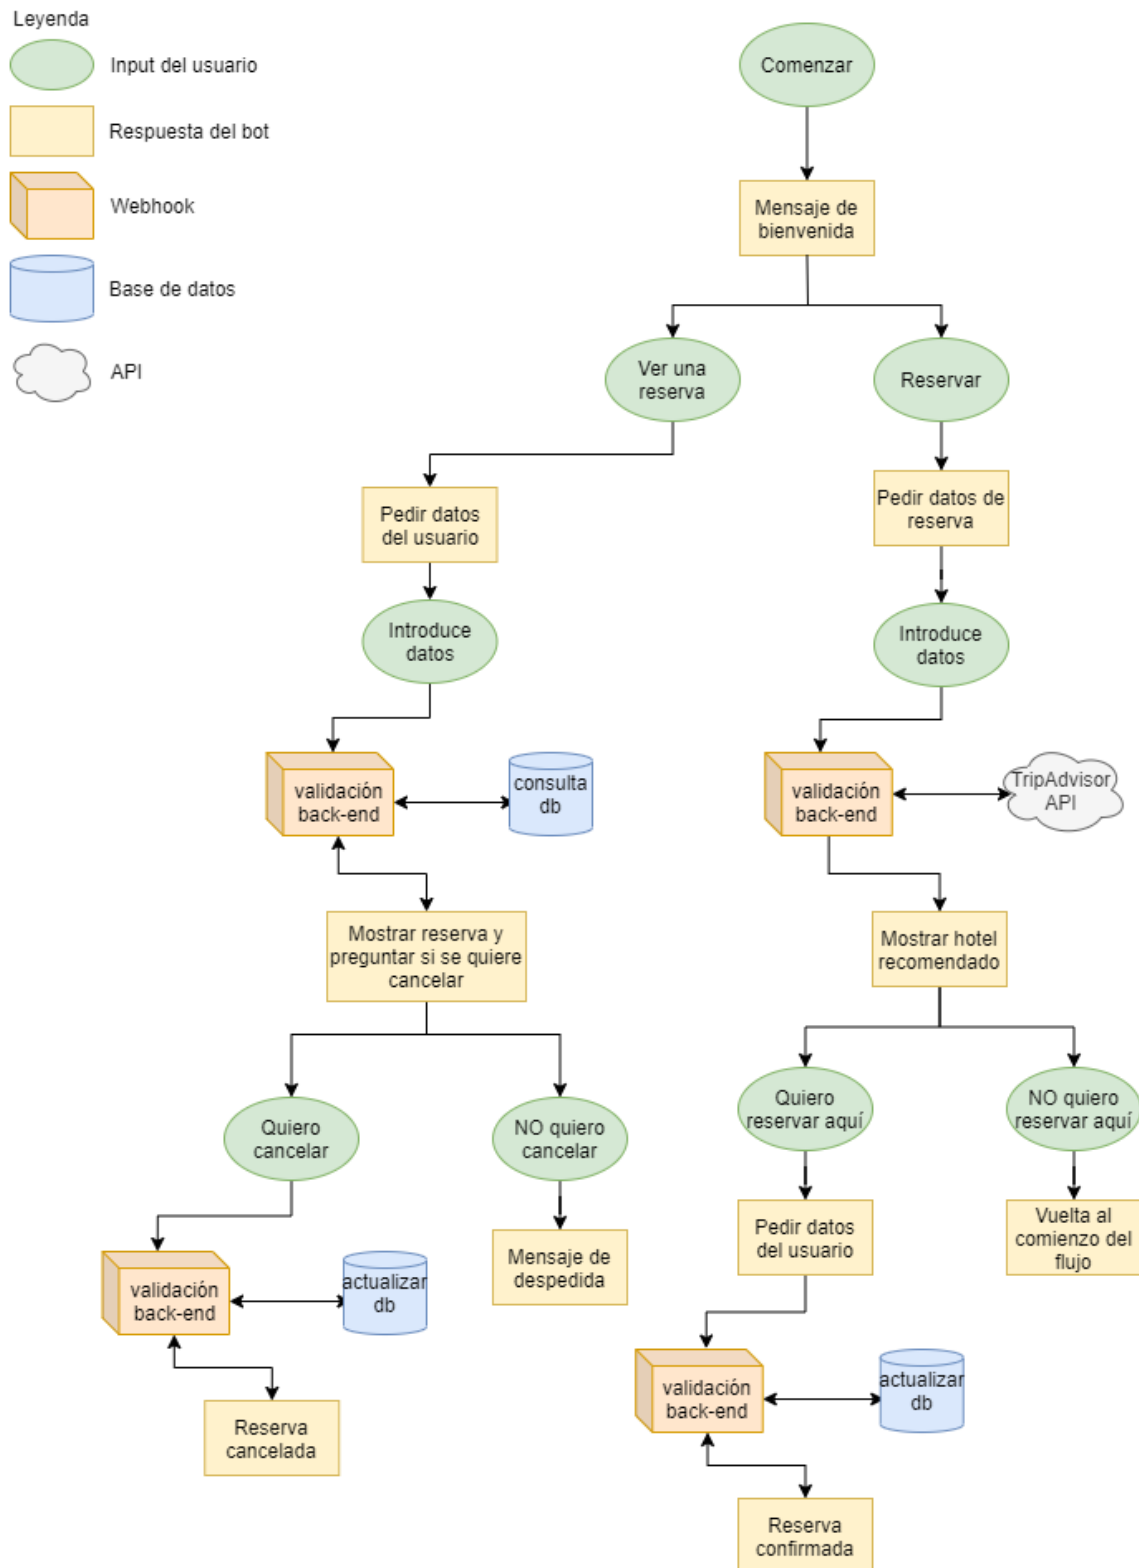 Leyenda
Input del usuario
Respuesta del bot
Webhook
Base de datos
API
Comenzar
Mensaje de
bienvenida
Ver una
reserva
Reservar
Pedir datos
del usuario
Pedir datos de
reserva
Introduce
datos
Introduce
datos
validación
back-end
consulta
db
validación
back-end
TripAdvisor
API
Mostrar reserva y
preguntar si se quiere
cancelar
Mostrar hotel
recomendado
Quiero
cancelar
NO quiero
cancelar
Quiero
reservar aquí
NO quiero
reservar aquí
Pedir datos
del usuario
Vuelta al
comienzo del
flujo
Mensaje de
despedida
validación
back-end
actualizar
db
validación
back-end
actualizar
db
Reserva
cancelada
Reserva
confirmada